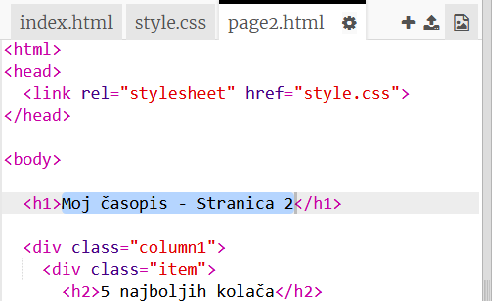 index.html style.css page2.html
<html>
<head>
<link rel="stylesheet" href="style.css">
</head>
<body>
<h1>Moj časopis - Stranica 2</h1>
<div class="column1">
<div class="item">
<h2>5 najboljih kolača</h2>